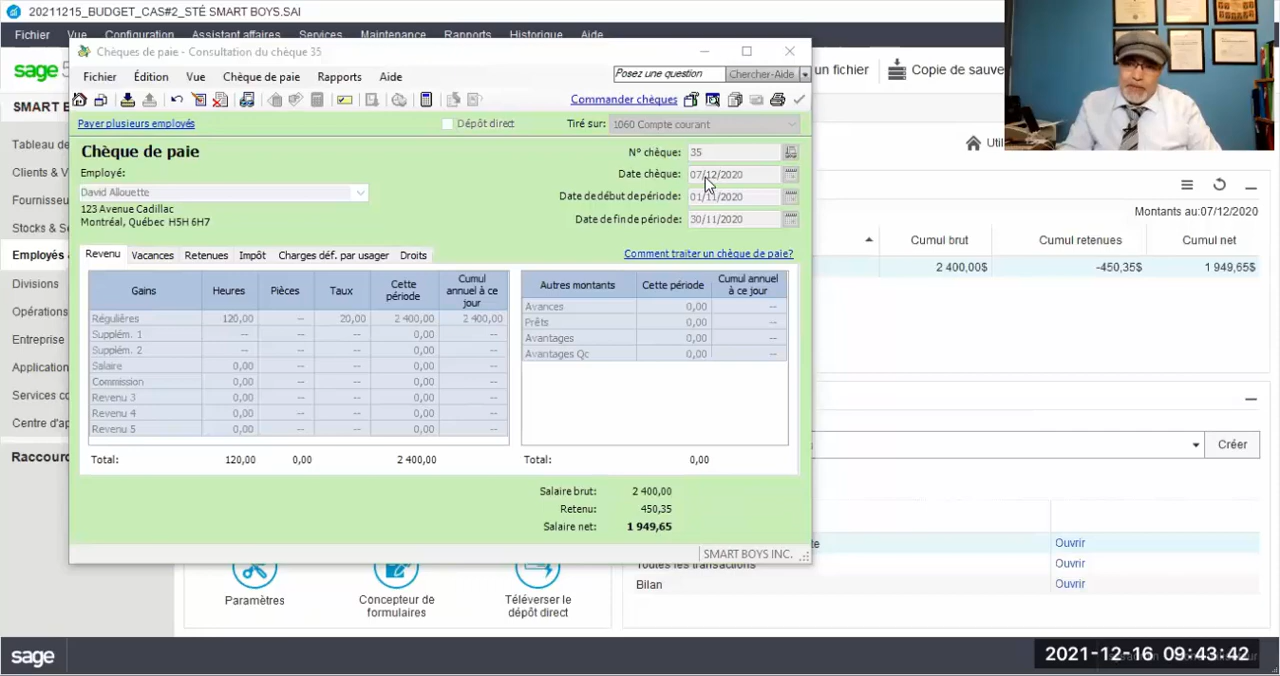 20211215_BUDGET_CAS#2_STÉ SMART BOYS.SAI
Fichier Vue Configuration Assistant affaires Services Maintenance Rapports Historique Aide
Chèques de paie - Consultation du chèque 35
sage 5
un fichier Copie de sauve
Fichier Édition Vue Chèque de paie Rapports Aide
Posez une question Chercher-Aide
Commander chèques
SMART B
Payer plusieurs employés
Dépôt direct
Tiré sur: 1060 Compte courant
Tableau de
Utili
Chèque de paie
N° chèque: 35
Employé:
Date chèque: 07/12/2020
Clients & V
David Allouette
Date de début de période: 01/11/2020
Fournisseu
123 Avenue Cadillac
Montréal, Québec H5H 6H7
Date de fin de période: 30/11/2020
Montants au:07/12/2020
Stocks & Se
Cumul brut Cumul retenues Cumul net
2 400,00$ -450,35$ 1 949,65$
Employés &
Revenu Vacances Retenues Impôt Charges déf. par usager Droits
Comment traiter un chèque de paie?
Divisions
Opérations
Entreprise
Application
Services co
Centre d'ap
Raccourc
Gains Heures Pièces Taux Cette période Cumul annuel à ce jour
Régulières 120,00 -- 20,00 2 400,00 2 400,00
Supplém. 1 -- -- 0,00 --
Supplém. 2 -- -- 0,00 --
Salaire 0,00 -- -- 0,00 --
Commission 0,00 -- -- 0,00 --
Revenu 3 0,00 -- -- 0,00 --
Revenu 4 0,00 -- -- 0,00 --
Revenu 5 0,00 -- -- 0,00 --
Total: 120,00 0,00 2 400,00
Autres montants Cette période Cumul annuel à ce jour
Avances 0,00 --
Prêts 0,00 --
Avantages 0,00 --
Avantages Qc 0,00 --
Total: 0,00
Créer
Salaire brut: 2 400,00
Retenu: 450,35
Salaire net: 1 949,65
SMART BOYS INC.
te Ouvrir
Toutes les transactions Ouvrir
Bilan Ouvrir
Paramètres
Concepteur de formulaires
Téléverser le dépôt direct
sage
2021-12-16 09:43:42